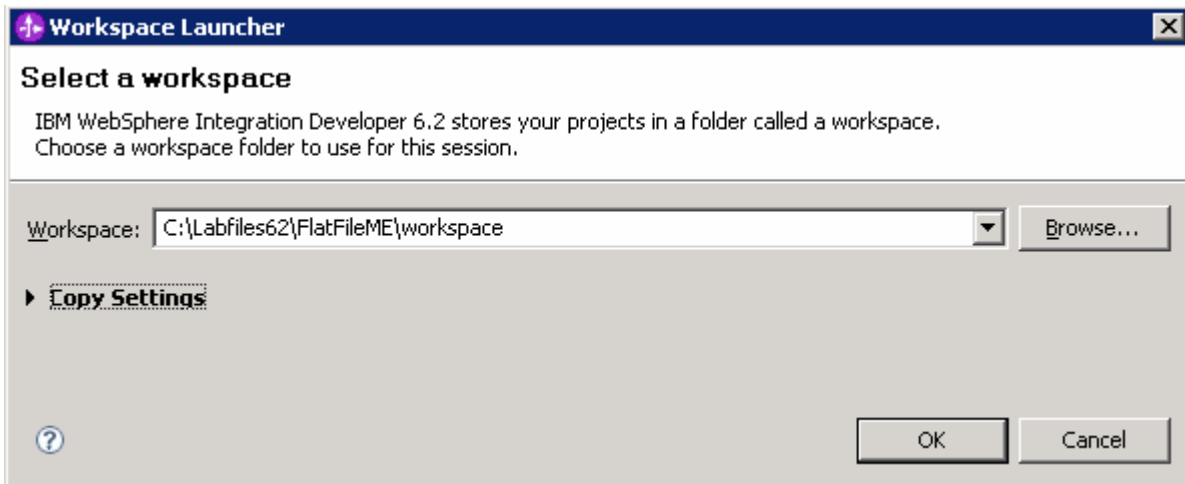 Workspace Launcher
Select a workspace
IBM WebSphere Integration Developer 6.2 stores your projects in a folder called a workspace.
Choose a workspace folder to use for this session.
Workspace: C:\Labfiles62\FlatFileME\workspace Browse...
Copy Settings
? OK Cancel